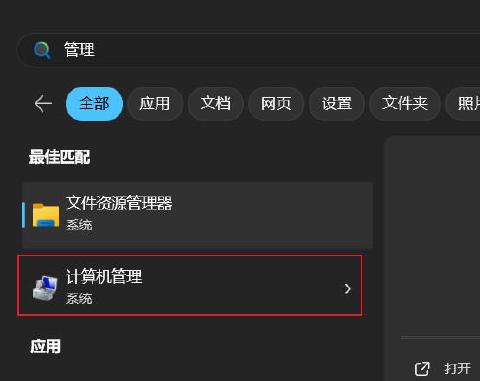 管理
全部 应用 文档 网页 设置 文件夹 照片
最佳匹配
文件资源管理器
系统
计算机管理
系统
应用
打开